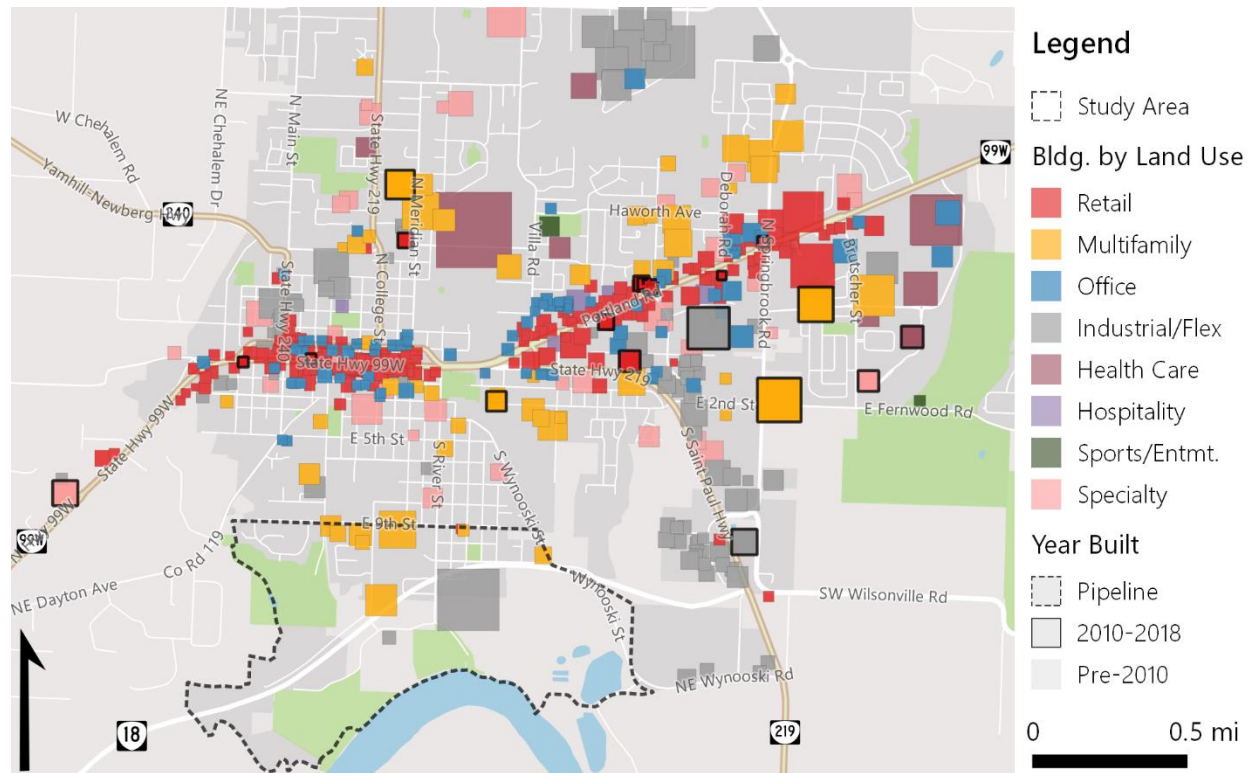 W Chehalem Rd
NE Chehalem Dr
N Main St
State Hwy 219
Yamhill-Newberg Hwy
240
N Meridian St
Villa Rd
Haworth Ave
Deborah Rd
N Springbrook Rd
Brutscher St
99W
N College St
State Hwy 240
Portland Rd
State Hwy 99W
State Hwy 219
E 2nd St
E Fernwood Rd
State Hwy 99W
E 5th St
S River St
S Wynooski St
S Saint Paul Hwy
E 9th St
99W
Hwy 99W
Co Rd 119
NE Dayton Ave
Wynooski St
SW Wilsonville Rd
NE Wynooski Rd
18
219
Legend
Study Area
Bldg. by Land Use
Retail
Multifamily
Office
Industrial/Flex
Health Care
Hospitality
Sports/Entmt.
Specialty
Year Built
Pipeline
2010-2018
Pre-2010
0 0.5 mi